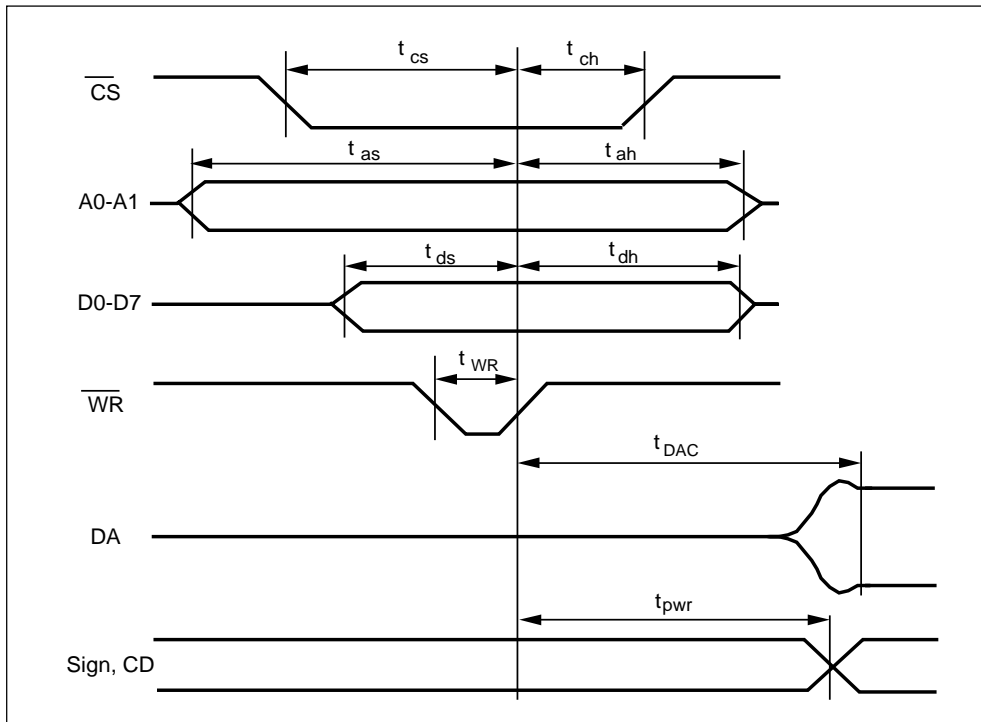 t cs
t ch
CS
t as
t ah
A0-A1
t ds
t dh
D0-D7
t WR
WR
t DAC
DA
t pwr
Sign, CD